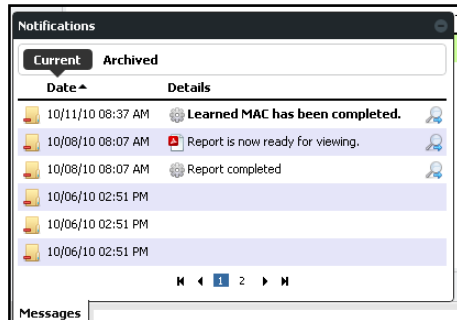 Notifications
Current Archived
Date Details
10/11/10 08:37 AM Learned MAC has been completed.
10/08/10 08:07 AM Report is now ready for viewing.
10/08/10 08:07 AM Report completed
10/06/10 02:51 PM
10/06/10 02:51 PM
10/06/10 02:51 PM
1 2
Messages